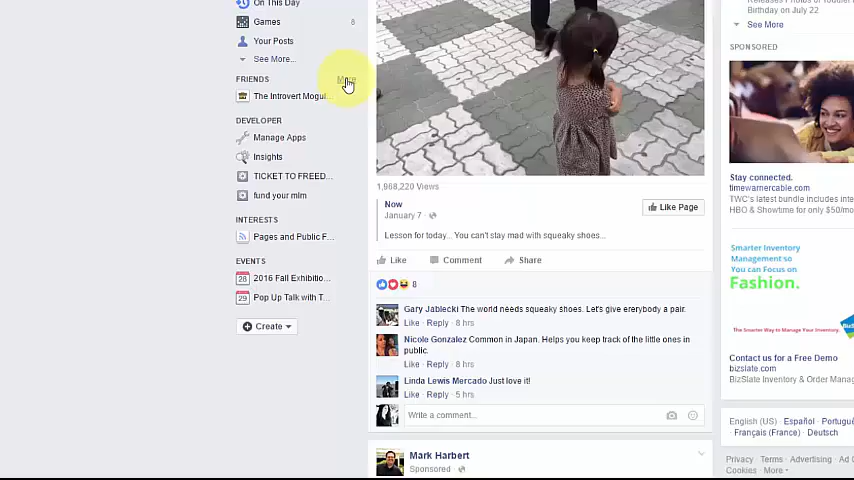 On This Day
Games 8
Your Posts
See More...
FRIENDS More
The Introvert Mogul...
DEVELOPER
Manage Apps
Insights
TICKET TO FREED...
fund your mlm
INTERESTS
Pages and Public F...
EVENTS
28 2016 Fall Exhibitio...
29 Pop Up Talk with T...
Create
1,968,220 Views
Now
January 7 ·
Like Page
Lesson for today... You can't stay mad with squeaky shoes...
Like Comment Share
8
Gary Jablecki The world needs squeaky shoes. Let's give everybody a pair.
Like · Reply · 8 hrs
Nicole Gonzalez Common in Japan. Helps you keep track of the little ones in
public.
Like · Reply · 8 hrs
Linda Lewis Mercado Just love it!
Like · Reply · 5 hrs
Write a comment...
Mark Harbert
Sponsored ·
Birthday on July 22
See More
SPONSORED
Stay connected.
timewarnercable.com
TWC's latest bundle includes inter
HBO & Showtime for only $50/mo
Smarter Inventory
Management so
You can Focus on
Fashion.
The Smarter Way to Manage Your Inventory.
Contact us for a Free Demo
bizslate.com
BizSlate Inventory & Order Manag
English (US) · Español · Portugu
Français (France) · Deutsch
Privacy · Terms · Advertising · Ad C
Cookies · More